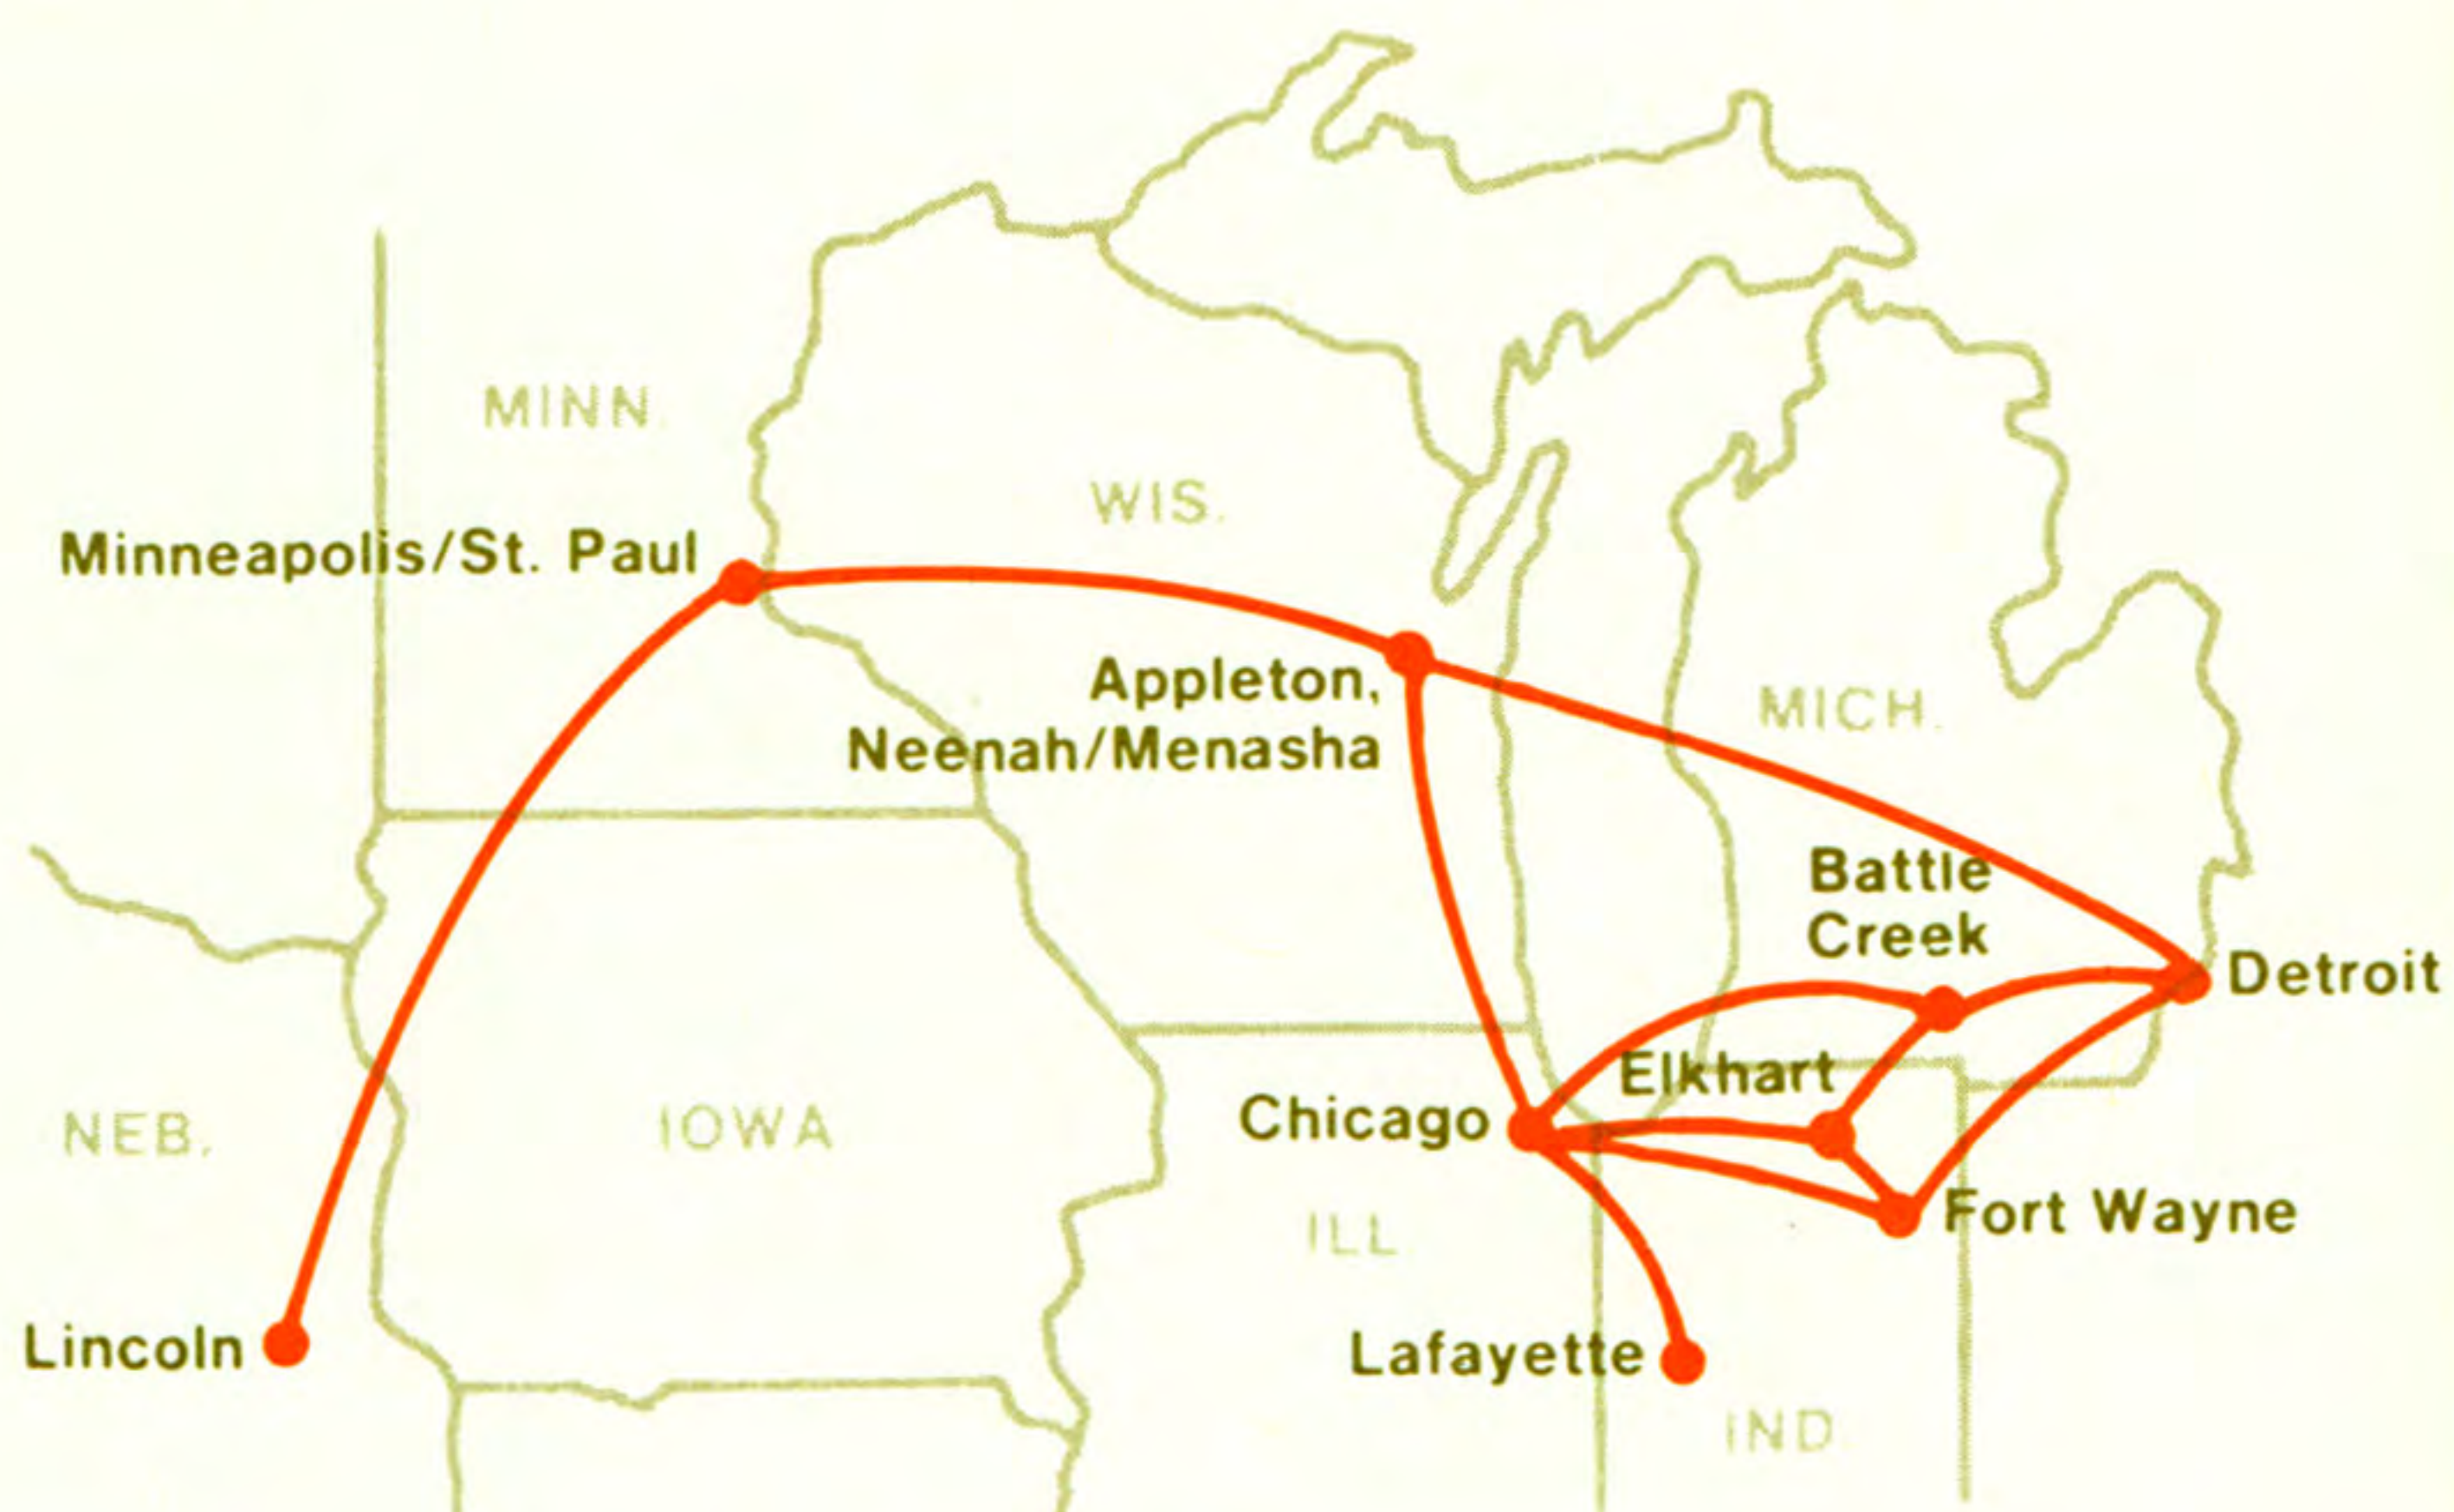 MINN.
WIS.
Minneapolis/St. Paul
Appleton,
Neenah/Menasha
MICH.
Battle
Creek
Detroit
Elkhart
Chicago
NEB.
IOWA
ILL
Fort Wayne
Lincoln
Lafayette
IND